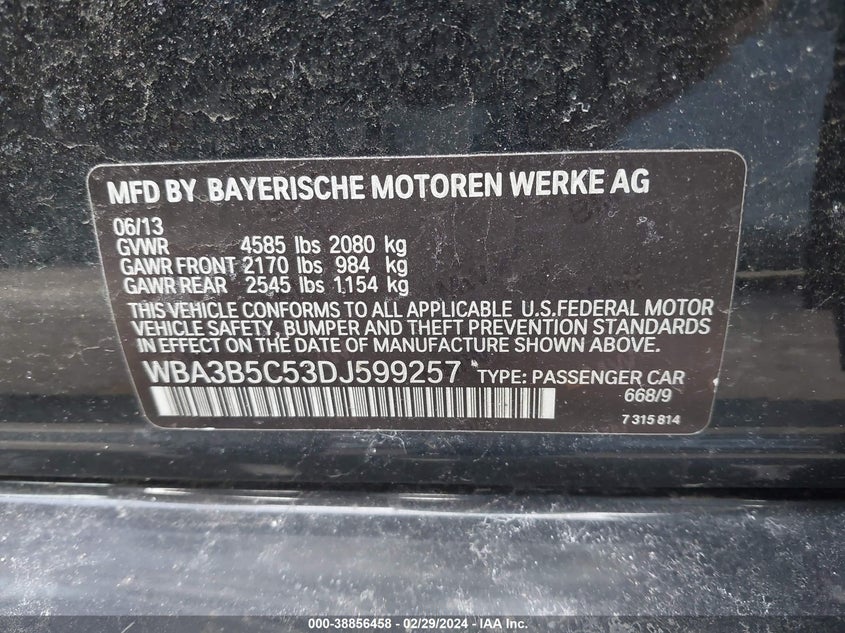 MFD BY BAYERISCHE MOTOREN WERKE AG
06/13
GVWR 4585 lbs 2080 kg
GAWR FRONT 2170 lbs 984 kg
GAWR REAR 2545 lbs 1154 kg
THIS VEHICLE CONFORMS TO ALL APPLICABLE U.S.FEDERAL MOTOR
VEHICLE SAFETY, BUMPER AND THEFT PREVENTION STANDARDS
IN EFFECT ON THE DATE OF MANUFACTURE SHOWN ABOVE.
*WBA3B5C53DJ599257* TYPE: PASSENGER CAR
668/9
7 315 814
000-38856458 - 02/29/2024 - IAA Inc.